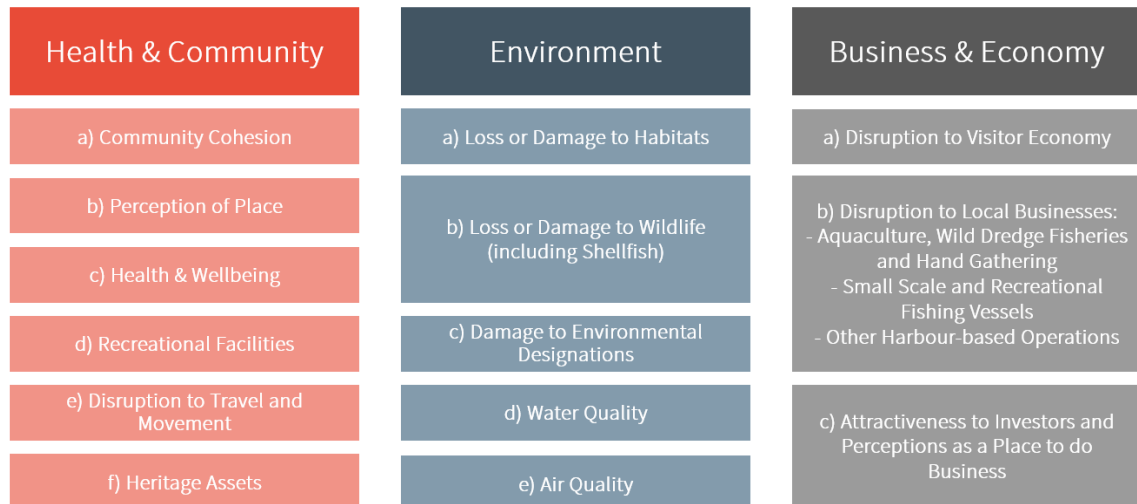 Health & Community
a) Community Cohesion
b) Perception of Place
c) Health & Wellbeing
d) Recreational Facilities
e) Disruption to Travel and
Movement
f) Heritage Assets
Environment
a) Loss or Damage to Habitats
b) Loss or Damage to Wildlife
(including Shellfish)
c) Damage to Environmental
Designations
d) Water Quality
e) Air Quality
Business & Economy
a) Disruption to Visitor Economy
b) Disruption to Local Businesses:
- Aquaculture, Wild Dredge Fisheries
and Hand Gathering
- Small Scale and Recreational
Fishing Vessels
- Other Harbour-based Operations
c) Attractiveness to Investors and
Perceptions as a Place to do
Business